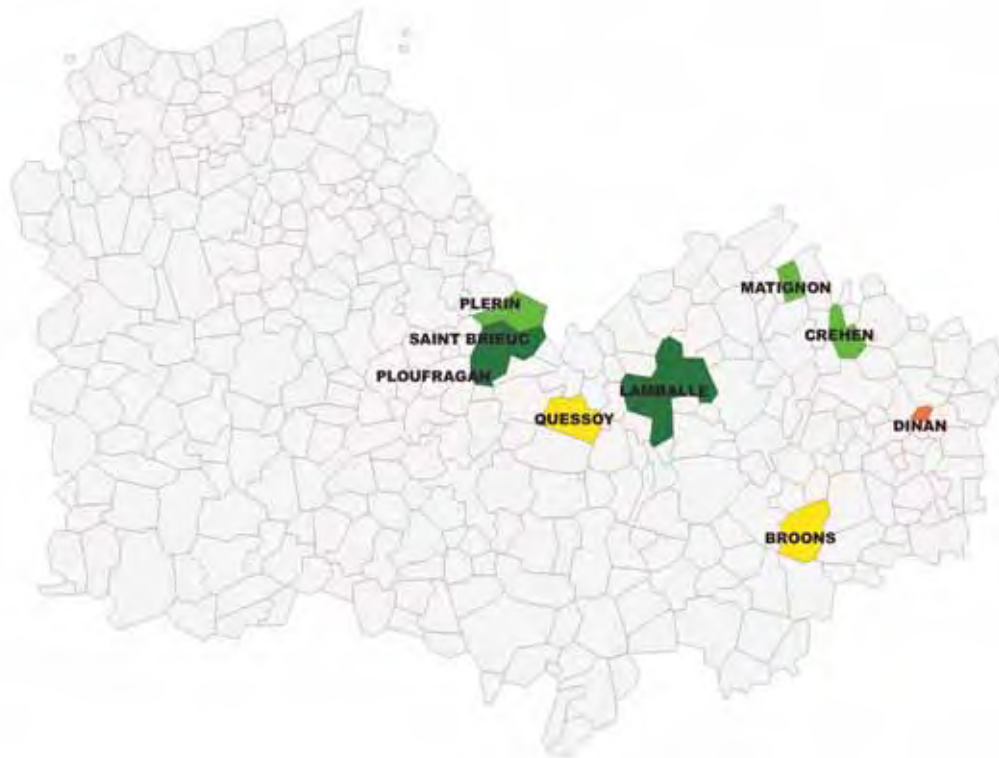 MATIGNON
PLERIN
CREHEN
SAINT BRIEUC
PLOUFRAGAN
LAMBALLE
QUESSOY
DINAN
BROONS